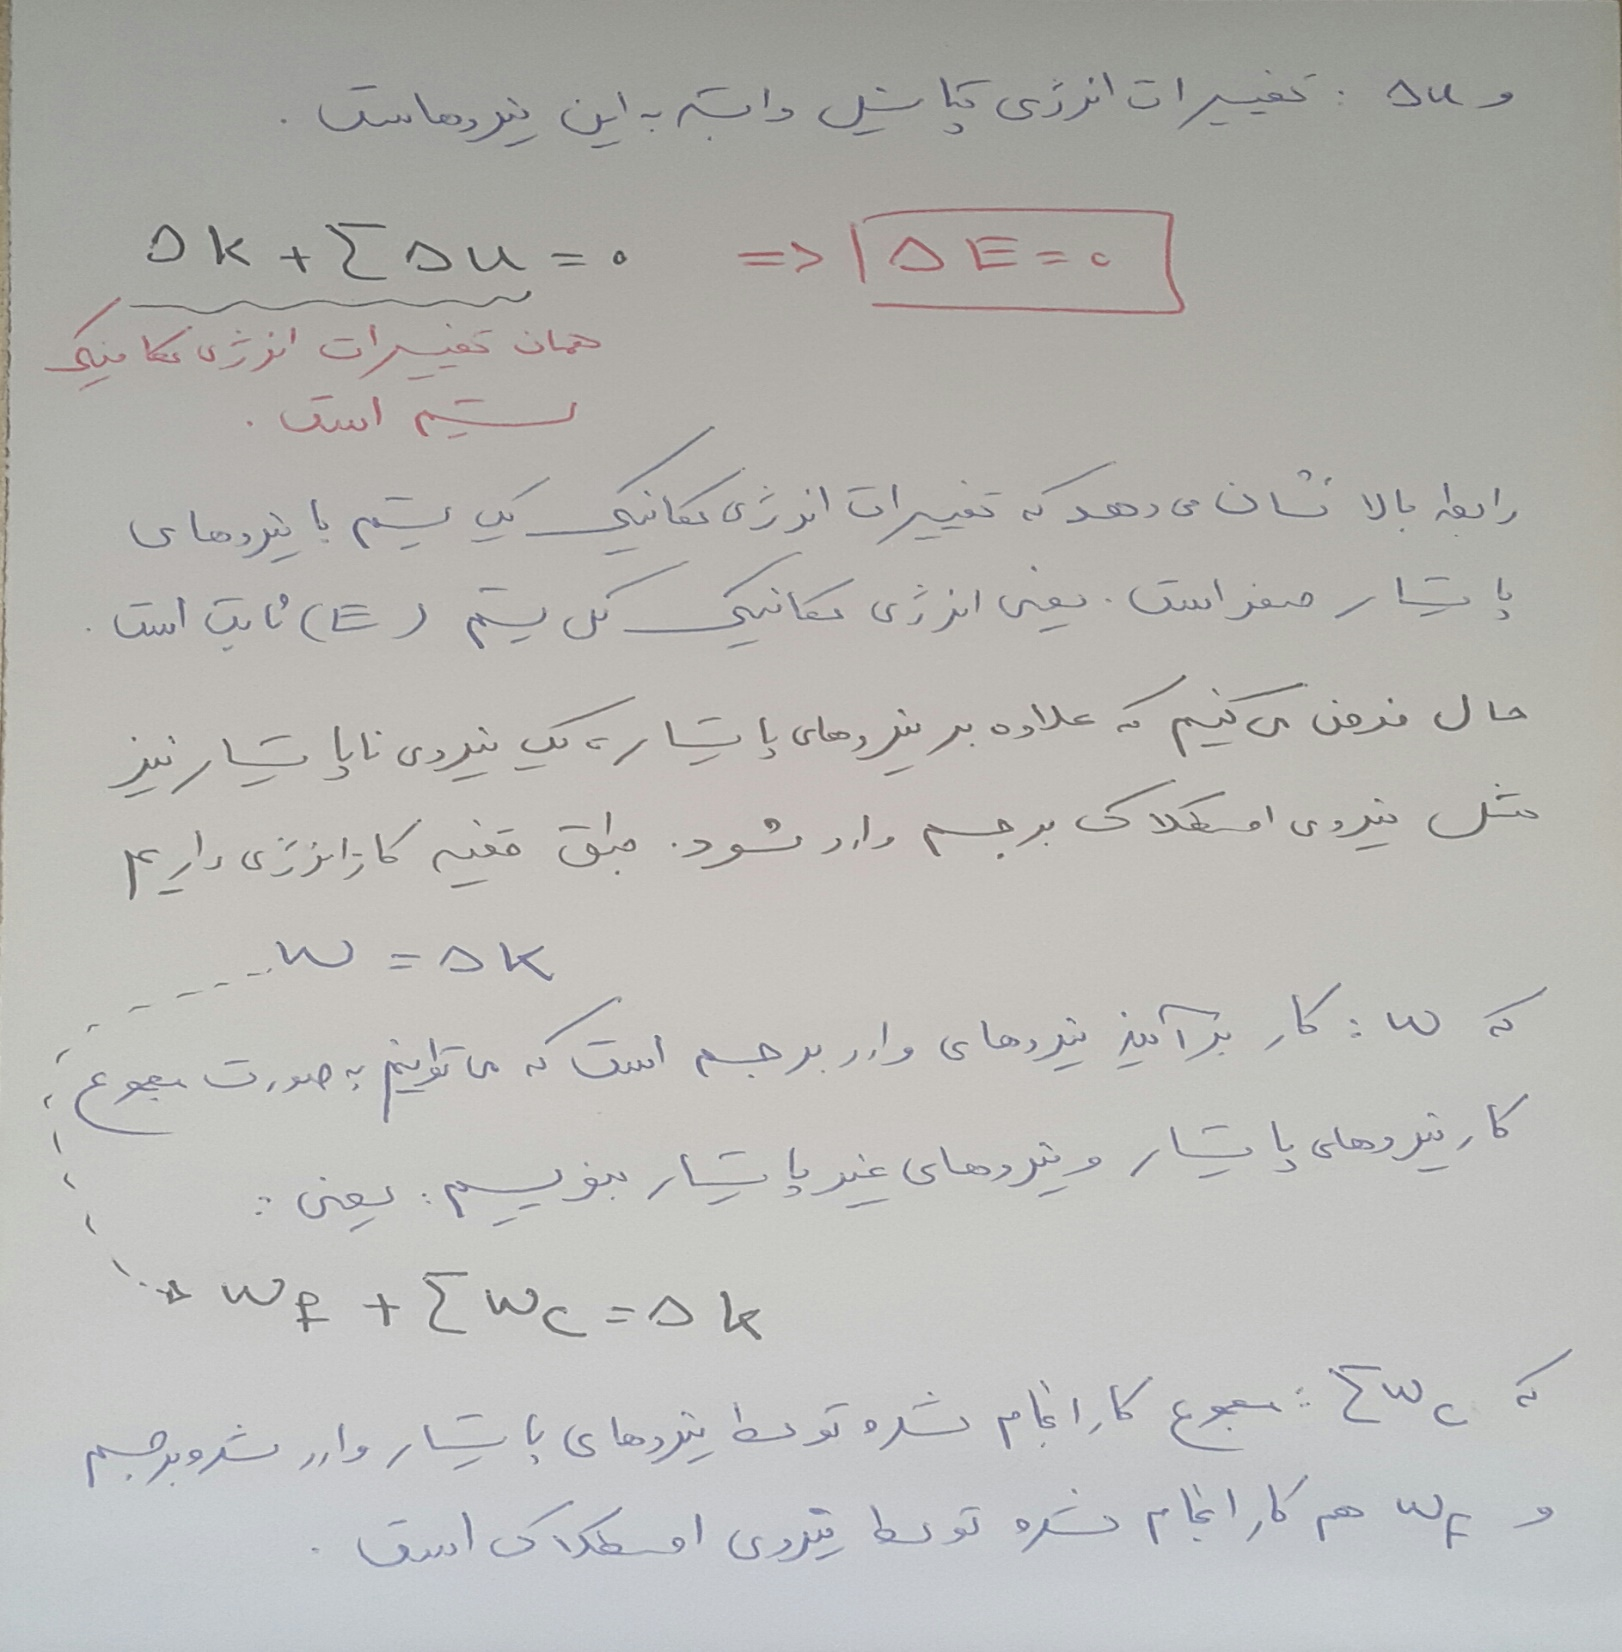 و Δu : تغییرات انرژی پتانسیل وابسته به این نیروهاست .
Δk + ∑Δu = ۰ => ΔE = ۰
همان تغییرات انرژی مکانیکی
سیستم است .
رابطه بالا نشان می دهد که تغییرات انرژی مکانیکی یک سیستم با نیروهای
پایستار صفر است . یعنی انرژی مکانیکی کل سیستم (E) ثابت است .
حال فرض می کنیم که علاوه بر نیروهای پایستار، یک نیروی ناپایستار نیز
مثل نیروی اصطکاک بر جسم وارد شود. طبق قضیه کار انرژی داریم
w = Δk
که w : کار برآیند نیروهای وارد بر جسم است که می توانیم به صورت مجموع
کار نیروهای پایستار و نیروهای غیر پایستار بنویسیم : یعنی :
wf + ∑wc = Δk
که ∑wc : مجموع کار انجام شده توسط نیروهای پایستار وارد شده بر جسم
و wf هم کار انجام شده توسط نیروی اصطکاک است .